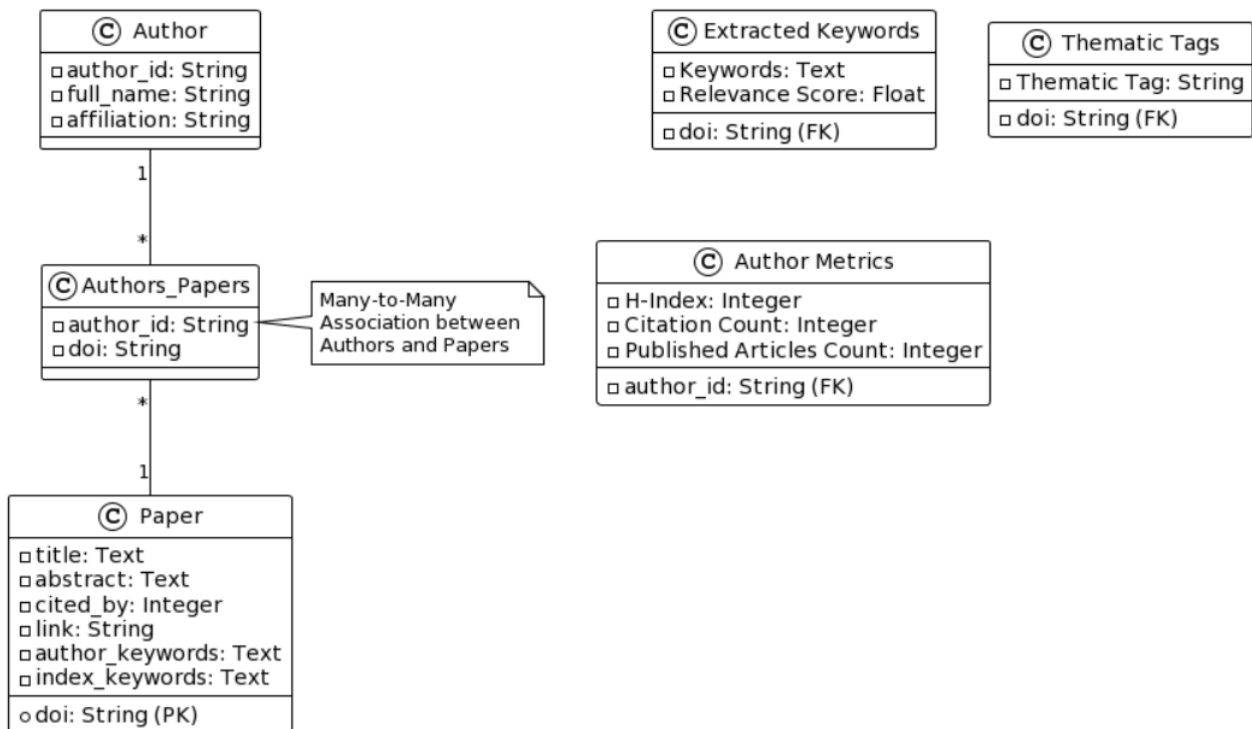 C Author
author_id: String
full_name: String
affiliation: String
1
*
C Authors_Papers
author_id: String
doi: String
Many-to-Many
Association between
Authors and Papers
*
1
C Paper
title: Text
abstract: Text
cited_by: Integer
link: String
author_keywords: Text
index_keywords: Text
doi: String (PK)
C Extracted Keywords
Keywords: Text
Relevance Score: Float
doi: String (FK)
C Thematic Tags
Thematic Tag: String
doi: String (FK)
C Author Metrics
H-Index: Integer
Citation Count: Integer
Published Articles Count: Integer
author_id: String (FK)